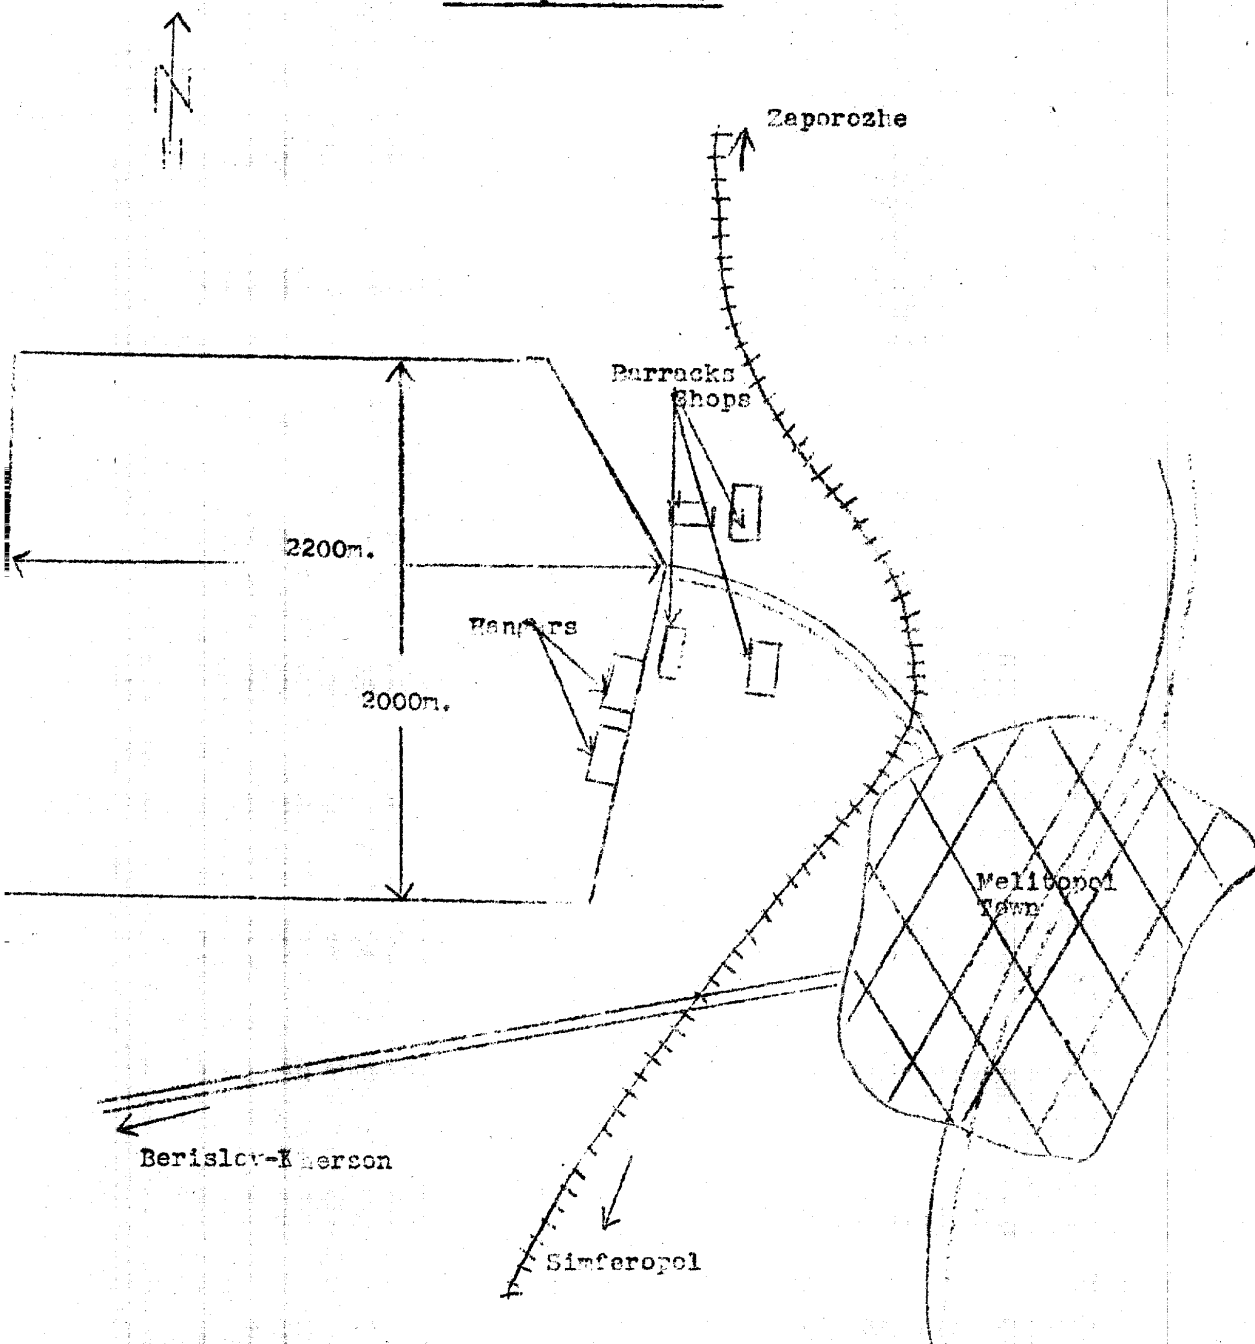 N
Zaporozhe
Barracks
Shops
2200m.
Hangars
2000m.
Melitopol
Town
Berislov-Kherson
Simferopol